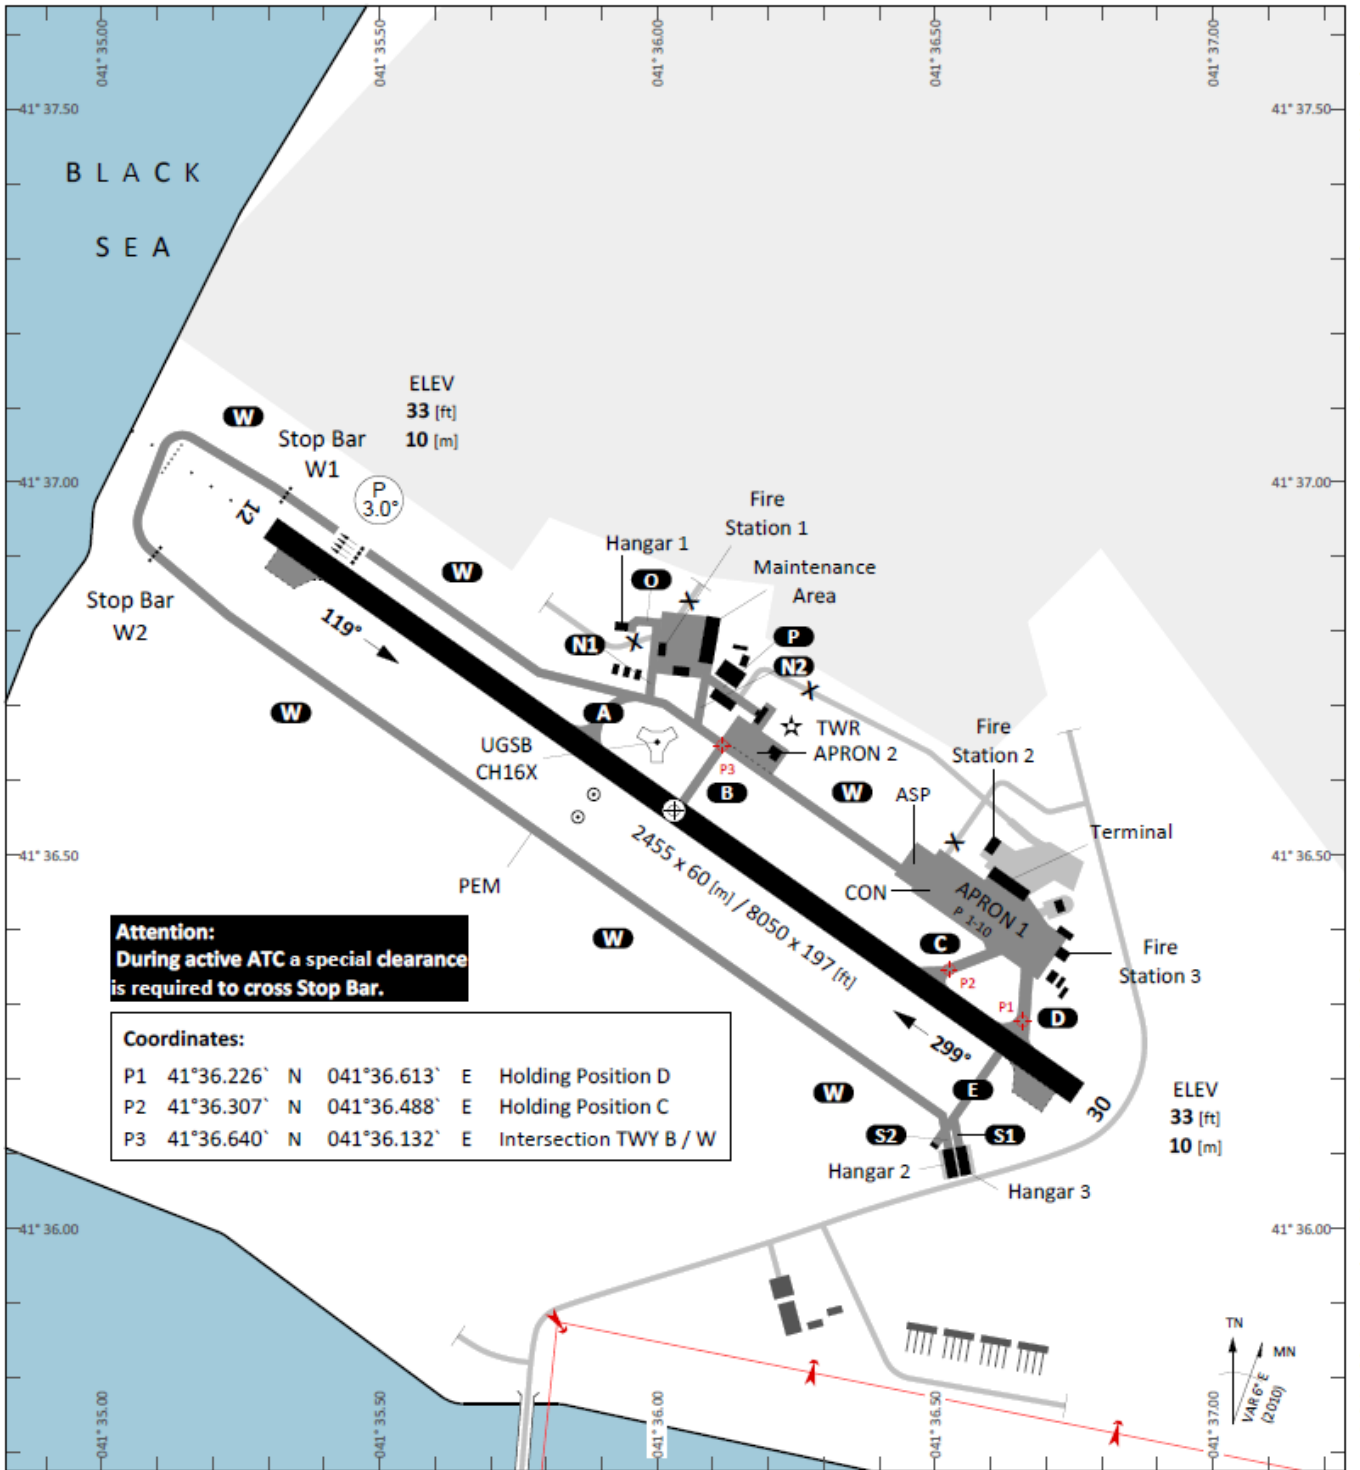 041° 35.00
041° 35.50
041° 36.00
041° 36.50
041° 37.00
41° 37.50
41° 37.50
BLACK
SEA
ELEV
33 [ft]
10 [m]
W
Stop Bar
W1
P
3.0°
41° 37.00
41° 37.00
12
Fire
Station 1
Hangar 1
Maintenance
Area
O
W
Stop Bar
W2
119°
N1
P
N2
W
A
TWR
APRON 2
UGSB
CH16X
P3
B
W
Fire
Station 2
ASP
Terminal
41° 36.50
41° 36.50
2455 x 60 [m] / 8050 x 197 [ft]
PEM
CON
APRON 1
P 1-10
W
C
P2
Fire
Station 3
P1
D
Attention:
During active ATC a special clearance
is required to cross Stop Bar.
299°
E
W
30
ELEV
33 [ft]
10 [m]
Coordinates:
P1 41°36.226` N 041°36.613` E Holding Position D
P2 41°36.307` N 041°36.488` E Holding Position C
P3 41°36.640` N 041°36.132` E Intersection TWY B / W
S2
S1
Hangar 2
Hangar 3
41° 36.00
41° 36.00
TN
MN
VAR 6° E
(2010)
041° 35.00
041° 35.50
041° 36.00
041° 36.50
041° 37.00